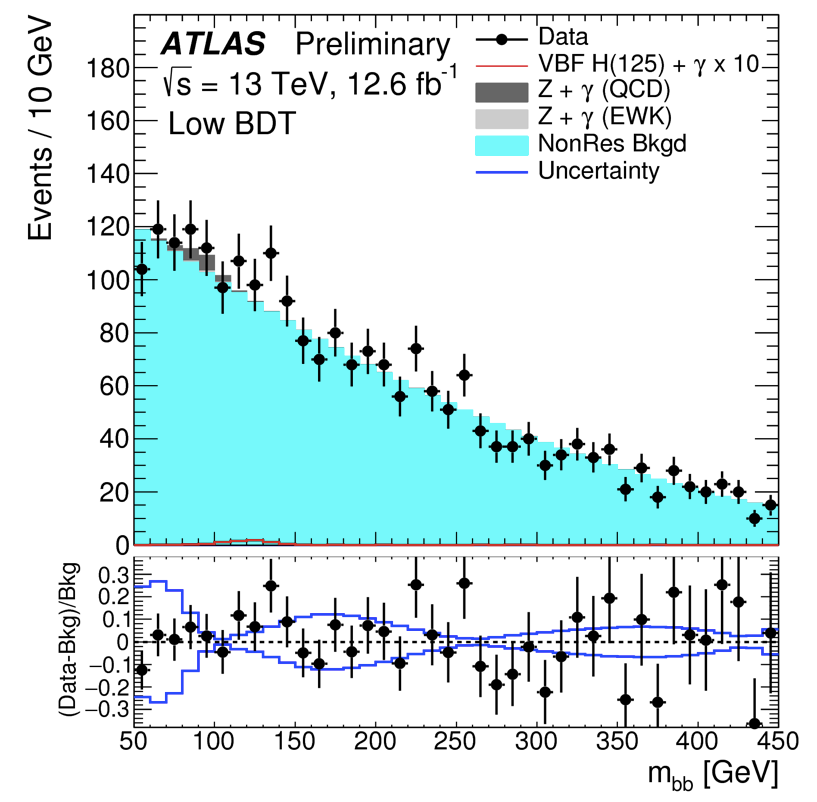 ATLAS Preliminary
√s = 13 TeV, 12.6 fb⁻¹
Low BDT
Data
VBF H(125) + γ x 10
Z + γ (QCD)
Z + γ (EWK)
NonRes Bkgd
Uncertainty
Events / 10 GeV
180
160
140
120
100
80
60
40
20
0
(Data-Bkg)/Bkg
0.3
0.2
0.1
0
−0.1
−0.2
−0.3
50 100 150 200 250 300 350 400 450
m_bb [GeV]